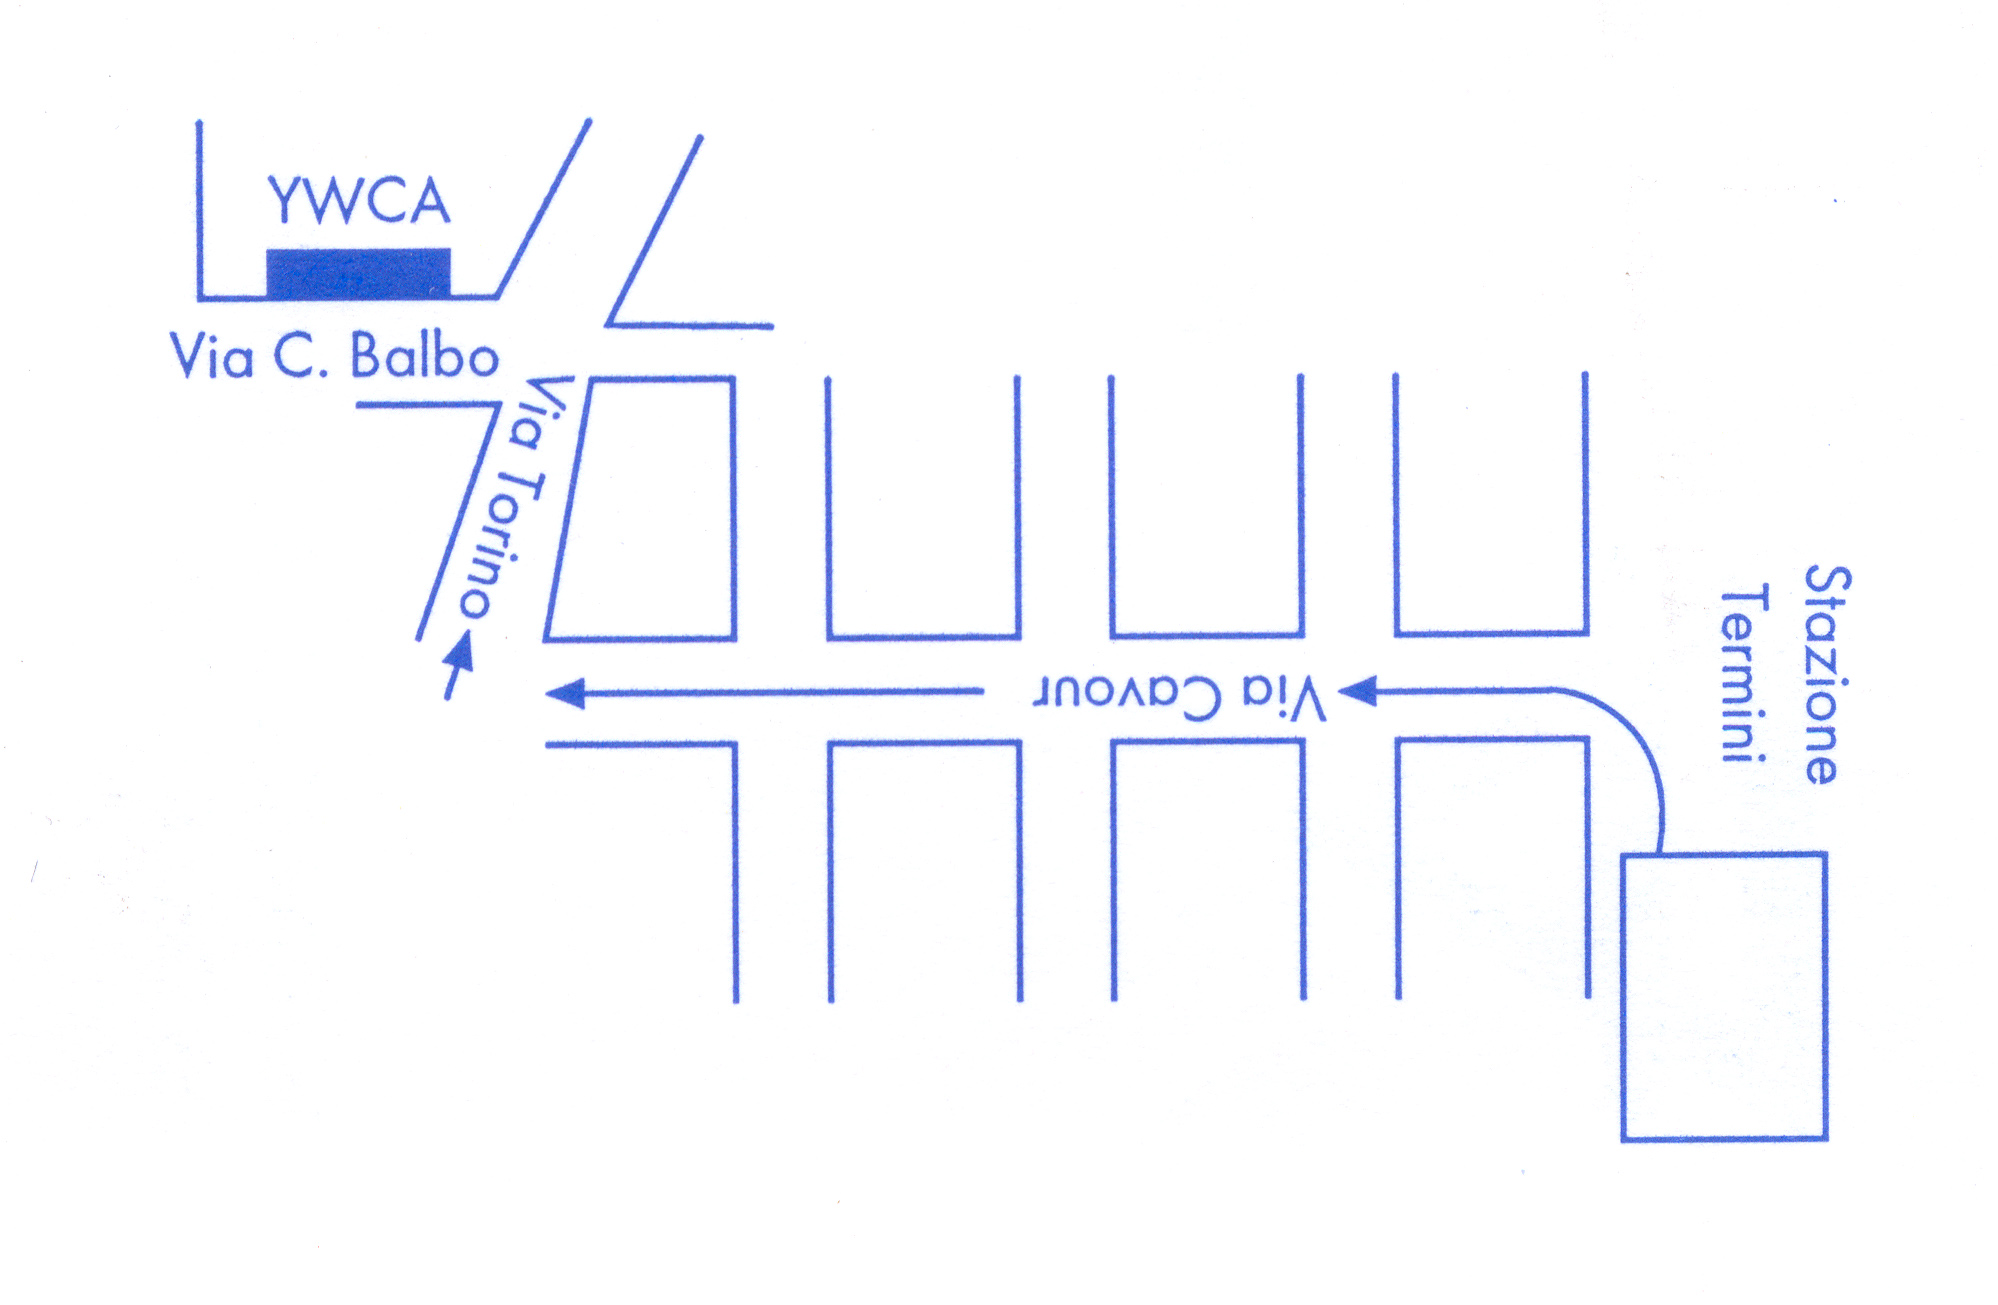 YWCA
Via C. Balbo
Via Torino
Via Cavour
Stazione
Termini